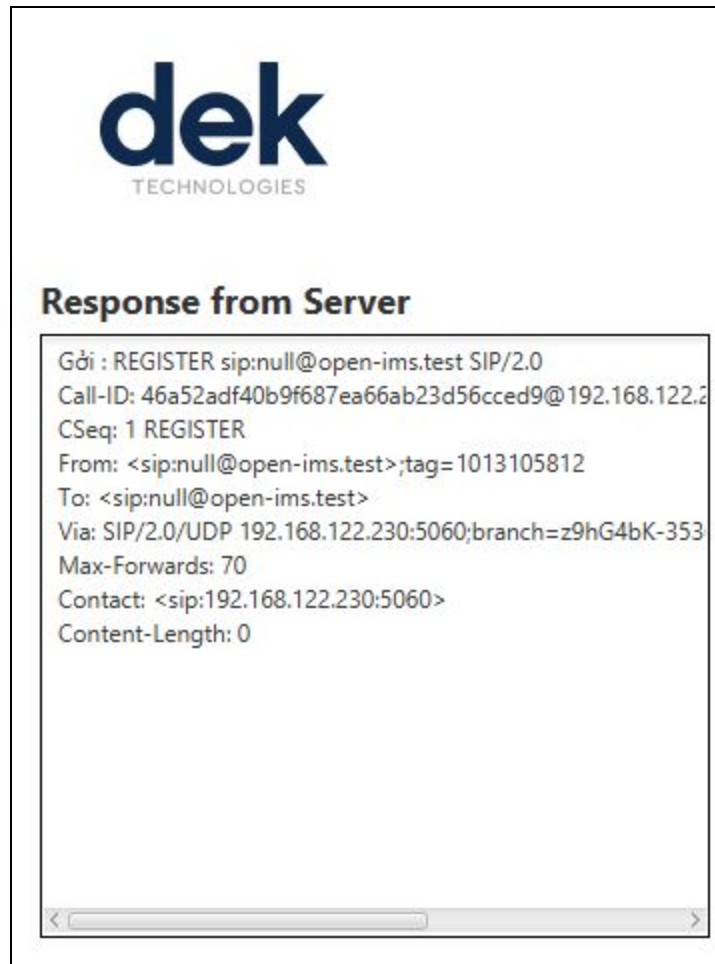 dek
TECHNOLOGIES
Response from Server
Gởi : REGISTER sip:null@open-ims.test SIP/2.0
Call-ID: 46a52adf40b9f687ea66ab23d56cced9@192.168.122.2
CSeq: 1 REGISTER
From: <sip:null@open-ims.test>;tag=1013105812
To: <sip:null@open-ims.test>
Via: SIP/2.0/UDP 192.168.122.230:5060;branch=z9hG4bK-353
Max-Forwards: 70
Contact: <sip:192.168.122.230:5060>
Content-Length: 0